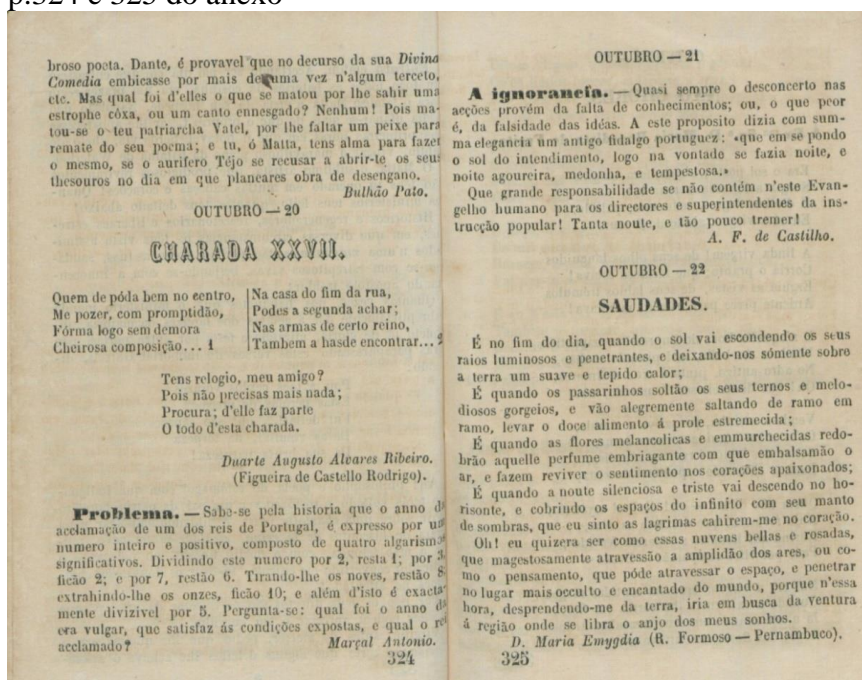 p.324 e 325 do anexo
broso poeta. Dante, é provavel que no decurso da sua Divina
Comedia embicasse por mais de uma vez n'algum terceto,
etc. Mas qual foi d'elles o que se matou por lhe sahir uma
estrophe côxa, ou um canto ennesgado? Nenhum! Pois ma-
tou-se o teu patriarcha Vatel, por lhe faltar um peixe para
remate do seu poema; e tu, ó Matta, tens alma para fazer
o mesmo, se o aurifero Téjo se recusar a abrir-te os seus
thesouros no dia em que planeares obra de desengano.
Bulhão Pato.
OUTUBRO — 20
CHARADA XXVII.
Quem de póda bem no centro,
Me pozer, com promptidão,
Fórma logo sem demora
Cheirosa composição... 1
Na casa do fim da rua,
Podes a segunda achar;
Nas armas de certo reino,
Tambem a hasde encontrar... 2
Tens relogio, meu amigo?
Pois não precisas mais nada;
Procura; d'elle faz parte
O todo d'esta charada.
Duarte Augusto Alvares Ribeiro.
(Figueira de Castello Rodrigo).
Problema. — Sabe-se pela historia que o anno da
acclamação de um dos reis de Portugal, é expresso por um
numero inteiro e positivo, composto de quatro algarismos
significativos. Dividindo este numero por 2, resta 1; por 3,
ficão 2; e por 7, restão 6. Tirando-lhe os noves, restão 8;
extrahindo-lhe os onzes, ficão 10; e além d'isto é exacta-
mente divizivel por 5. Pergunta-se: qual foi o anno da
era vulgar, que satisfaz ás condições expostas, e qual o rei
acclamado?
Marçal Antonio.
324
OUTUBRO — 21
A ignorancia. — Quasi sempre o desconcerto nas
acções provém da falta de conhecimentos; ou, o que peor
é, da falsidade das idéas. A este proposito dizia com sum-
ma elegancia um antigo fidalgo portuguez: «que em se pondo
o sol do intendimento, logo na vontade se fazia noite, e
noite agoureira, medonha, e tempestosa.»
Que grande responsabilidade se não contém n'este Evan-
gelho humano para os directores e superintendentes da ins-
trucção popular! Tanta noute, e tão pouco tremer!
A. F. de Castilho.
OUTUBRO — 22
SAUDADES.
É no fim do dia, quando o sol vai escondendo os seus
raios luminosos e penetrantes, e deixando-nos sómente sobre
a terra um suave e tepido calor;
É quando os passarinhos soltão os seus ternos e melo-
diosos gorgeios, e vão alegremente saltando de ramo em
ramo, levar o doce alimento á prole estremecida;
É quando as flores melancolicas e emmurchecidas redo-
brão aquelle perfume embriagante com que embalsamão o
ar, e fazem reviver o sentimento nos corações apaixonados;
É quando a noute silenciosa e triste vai descendo no ho-
risonte, e cobrindo os espaços do infinito com seu manto
de sombras, que eu sinto as lagrimas cahirem-me no coração.
Oh! eu quizera ser como essas nuvens bellas e rosadas,
que magestosamente atravessão a amplidão dos ares, ou co-
mo o pensamento, que póde atravessar o espaço, e penetrar
no lugar mais occulto e encantado do mundo, porque n'essa
hora, desprendendo-me da terra, iria em busca da ventura
á região onde se libra o anjo dos meus sonhos.
D. Maria Emygdia (R. Formoso — Pernambuco).
325